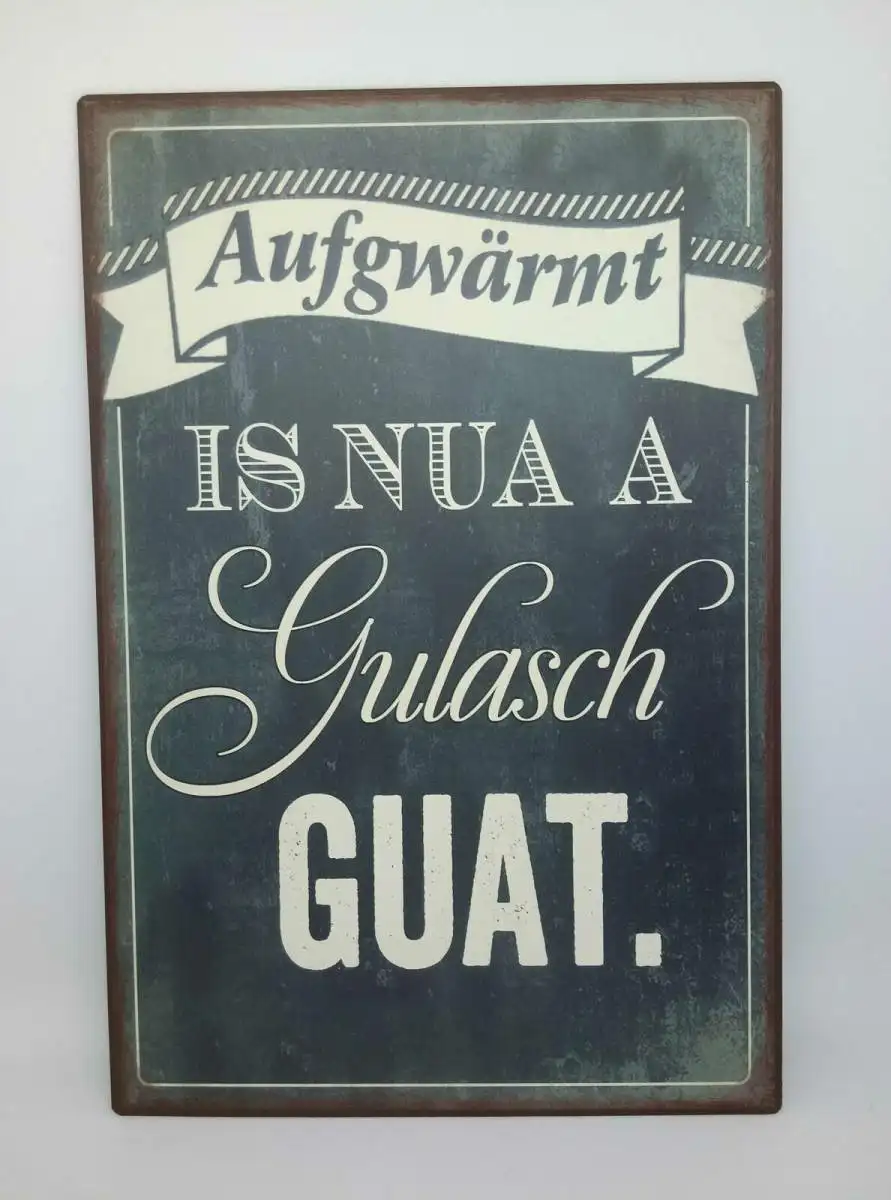 Aufgwärmt
IS NUA A
Gulasch
GUAT.